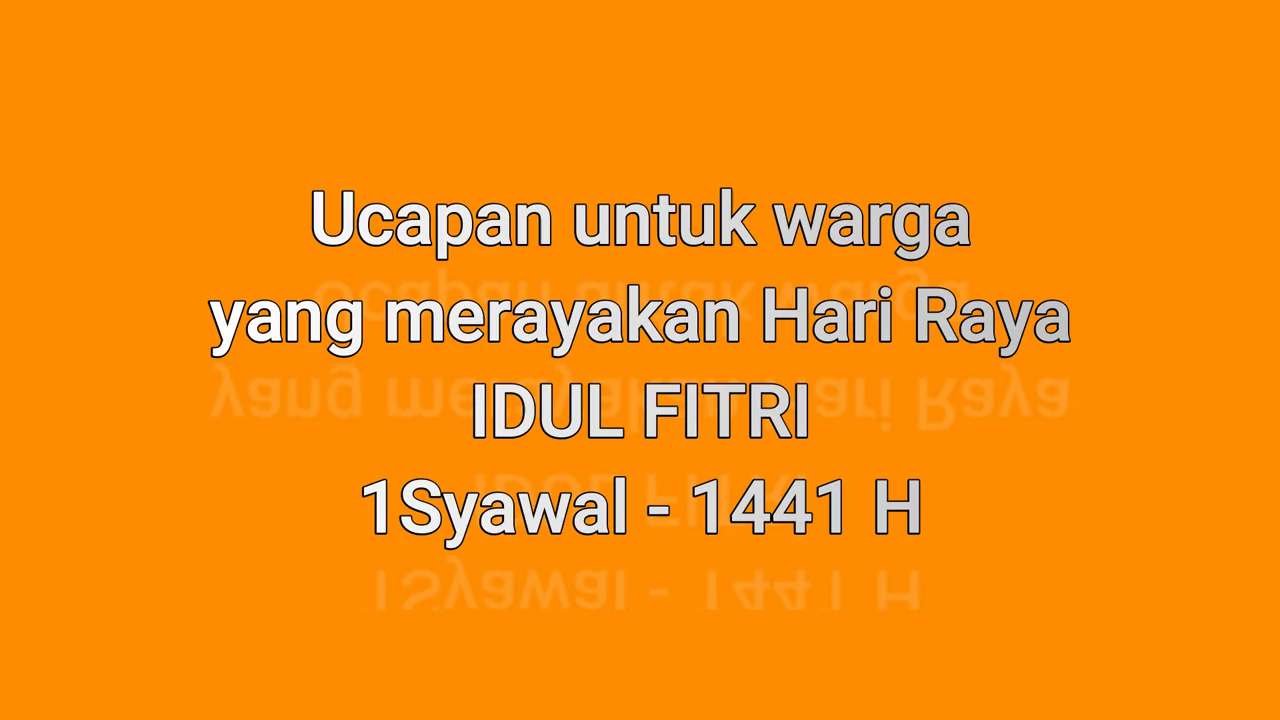 Ucapan untuk warga
yang merayakan Hari Raya
IDUL FITRI
1Syawal - 1441 H